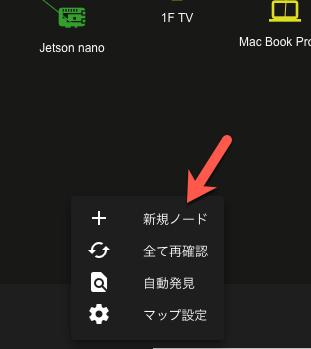 Jetson nano
1F TV
Mac Book Pro
新規ノード
全て再確認
自動発見
マップ設定